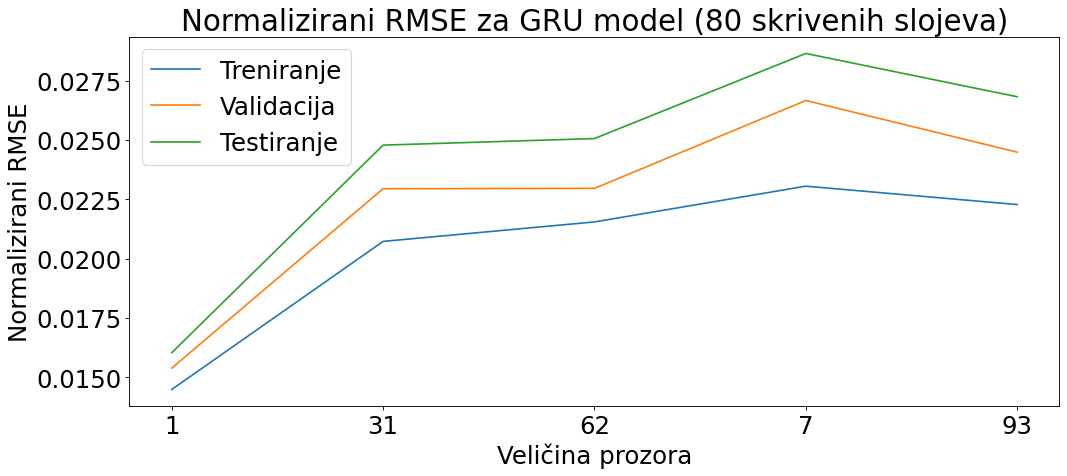 Normalizirani RMSE za GRU model (80 skrivenih slojeva)
Treniranje
Validacija
Testiranje
Normalizirani RMSE
0.0275
0.0250
0.0225
0.0200
0.0175
0.0150
1 31 62 7 93
Veličina prozora